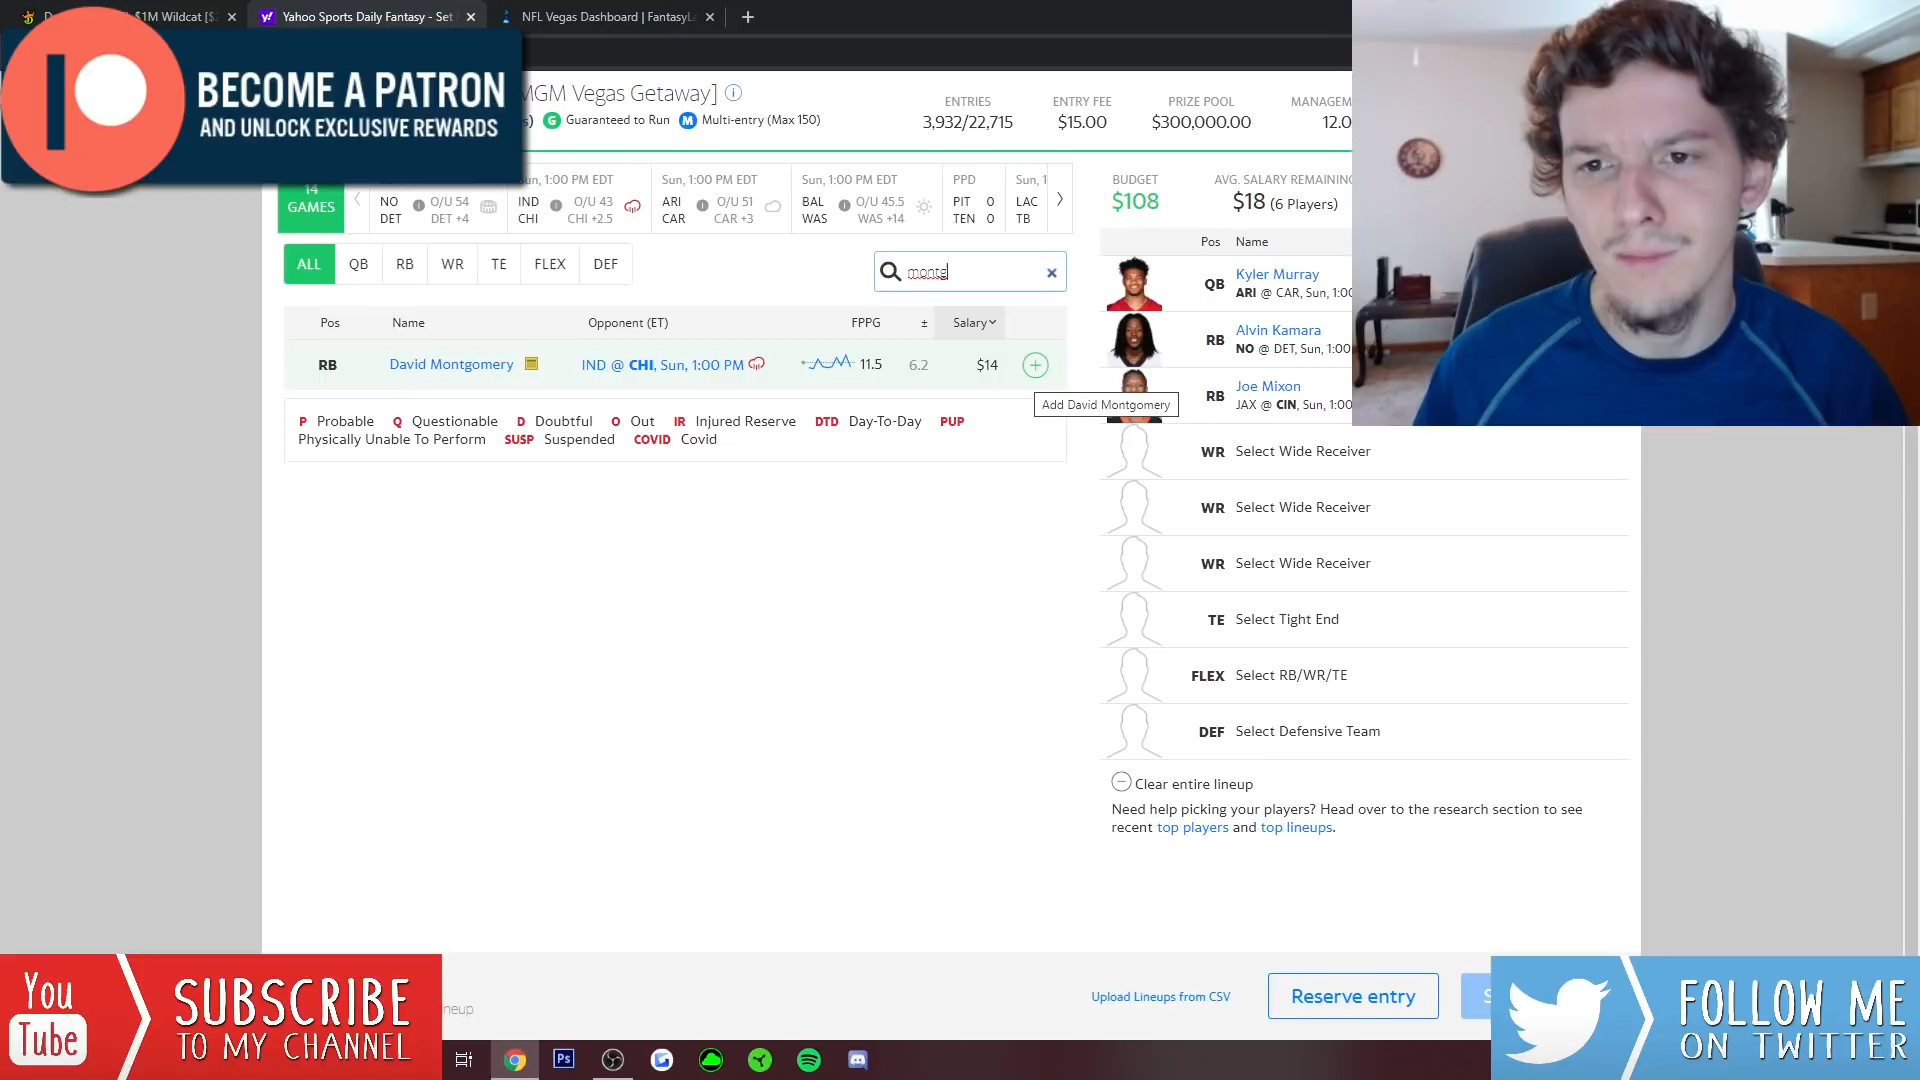 $1M Wildcat [$
Yahoo Sports Daily Fantasy - Set
NFL Vegas Dashboard | FantasyLa
BECOME A PATRON
AND UNLOCK EXCLUSIVE REWARDS
MGM Vegas Getaway]
Guaranteed to Run
Multi-entry (Max 150)
ENTRIES
3,932/22,715
ENTRY FEE
$15.00
PRIZE POOL
$300,000.00
MANAGEM
12.0
14
GAMES
NO
DET
O/U 54
DET +4
Sun, 1:00 PM EDT
IND
CHI
O/U 43
CHI +2.5
Sun, 1:00 PM EDT
ARI
CAR
O/U 51
CAR +3
Sun, 1:00 PM EDT
BAL
WAS
O/U 45.5
WAS +14
PPD
PIT 0
TEN 0
Sun, 1
LAC
TB
BUDGET
$108
AVG. SALARY REMAINING
$18 (6 Players)
ALL
QB
RB
WR
TE
FLEX
DEF
montg
Pos Name Opponent (ET) FPPG ± Salary
RB David Montgomery IND @ CHI, Sun, 1:00 PM 11.5 6.2 $14
Add David Montgomery
P Probable Q Questionable D Doubtful O Out IR Injured Reserve DTD Day-To-Day PUP
Physically Unable To Perform SUSP Suspended COVID Covid
Pos Name
QB Kyler Murray
ARI @ CAR, Sun, 1:00
RB Alvin Kamara
NO @ DET, Sun, 1:00
RB Joe Mixon
JAX @ CIN, Sun, 1:00
WR Select Wide Receiver
WR Select Wide Receiver
WR Select Wide Receiver
TE Select Tight End
FLEX Select RB/WR/TE
DEF Select Defensive Team
Clear entire lineup
Need help picking your players? Head over to the research section to see
recent top players and top lineups.
neup
Upload Lineups from CSV
Reserve entry
S
You
Tube
SUBSCRIBE
TO MY CHANNEL
Ps
FOLLOW ME
ON TWITTER